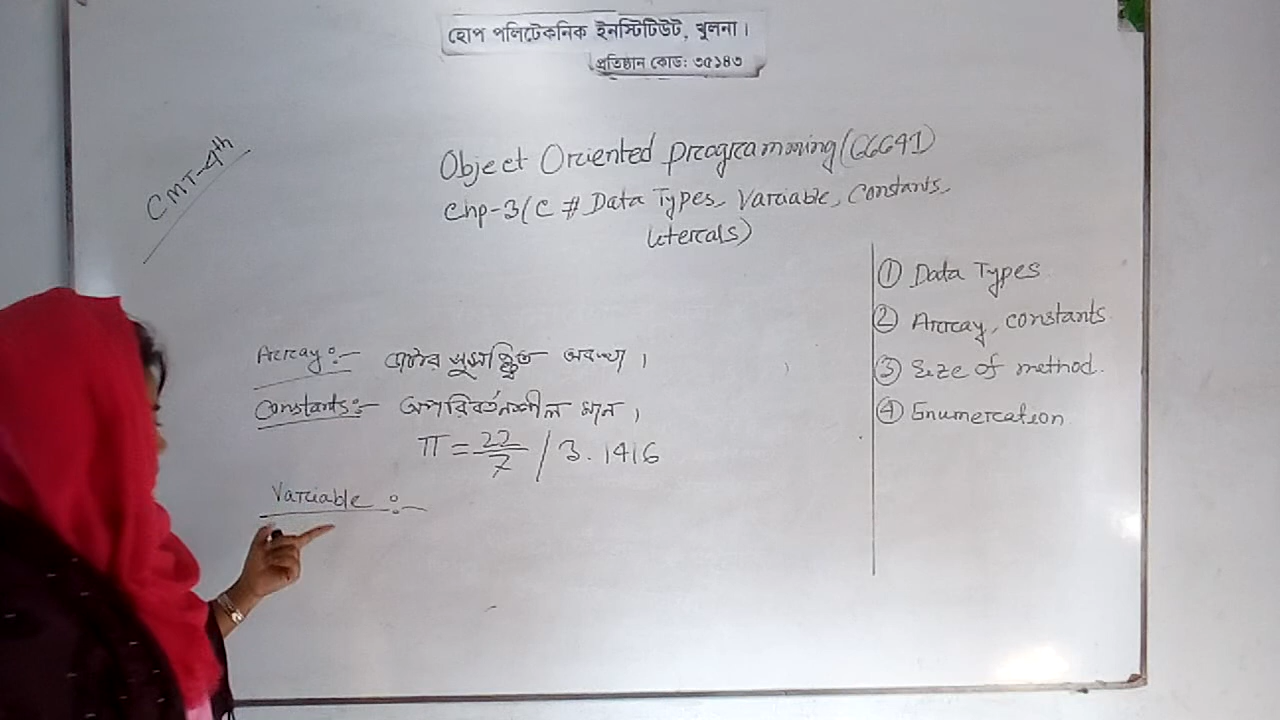 হোপ পলিটেকনিক ইনস্টিটিউট, খুলনা।
প্রতিষ্ঠান কোড: ৩৫১৪৩
CMT-4th
Object Oriented Programming (66641)
Chp-3 (C # Data Types, Variable, Constants,
Literals)
① Data Types
② Array, constants
③ Size of method.
④ Enumeration
Array:- ডাটার সুসজ্জিত অবস্থা।
Constants:- অপরিবর্তনশীল মান।
π = 22/7 / 3.1416
Variable :-